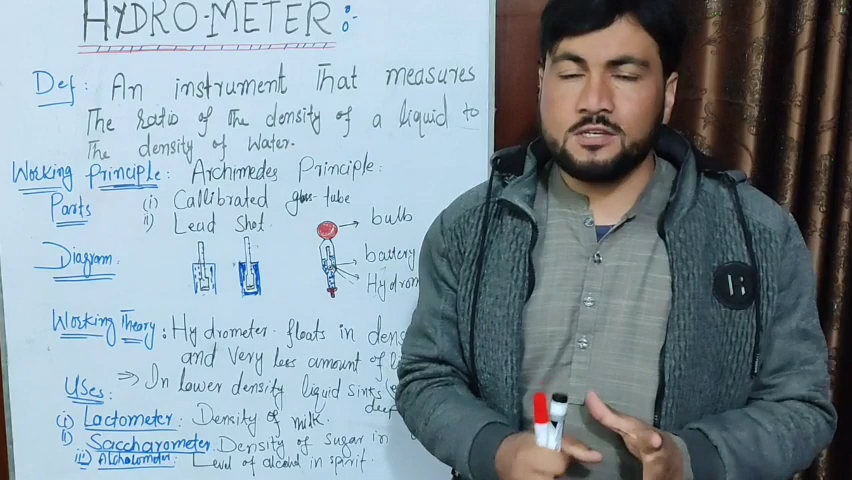 HYDRO-METER :-
Def: An instrument That measures
The ratio of The density of a liquid to
The density of water.
Working Principle: Archimedes Principle:
Parts (i) Callibrated glass-tube
ii) Lead Shot.
bulb
Diagram
battery
Hydrom
Working Theory: Hydrometer floats in dens
and Very less amount of li
⇒ In lower density liquid sinks
deep
Uses
(i) Lactometer: Density of milk.
Saccharometer. Density of sugar in
iii) Alcholometer: Level of alcohol in spirit.
B